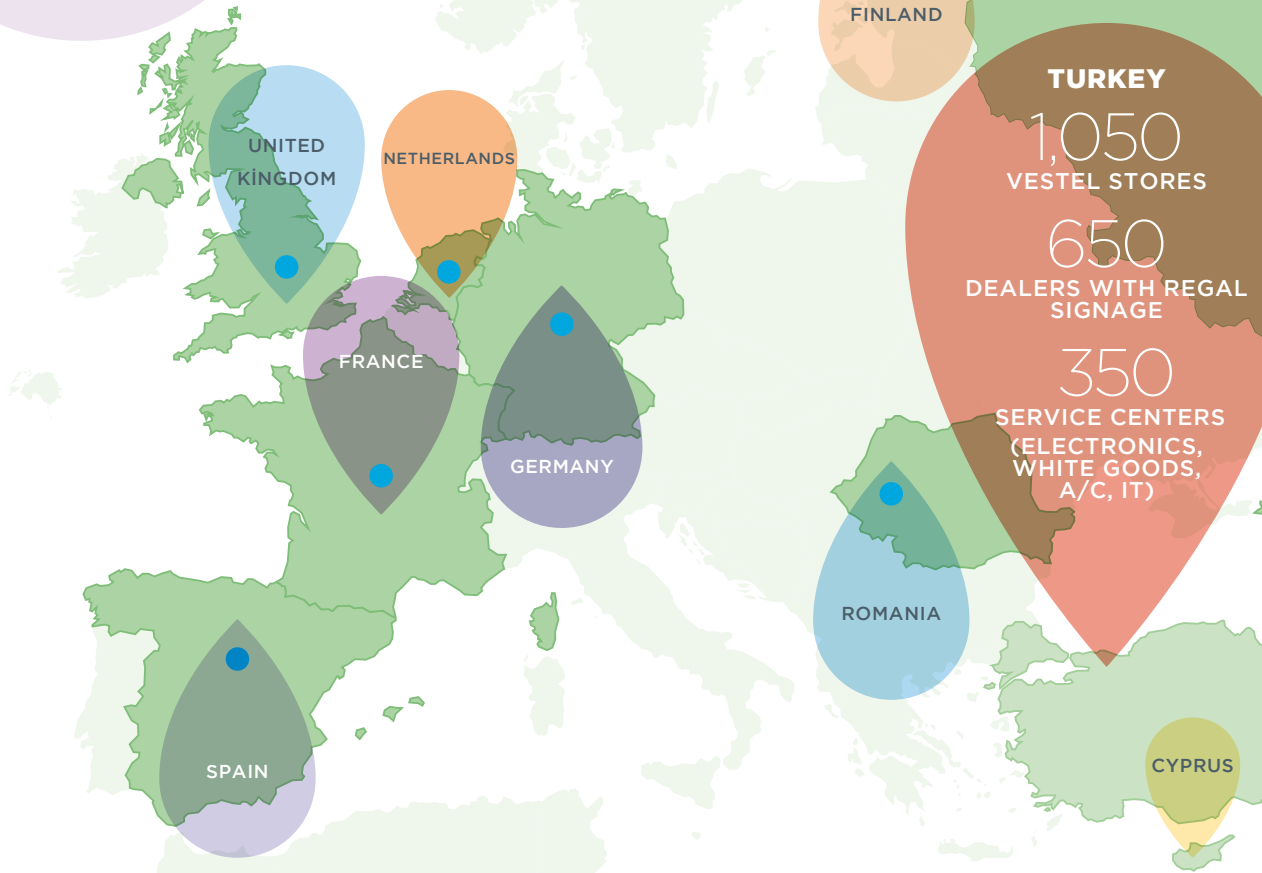 FINLAND
TURKEY
1,050
VESTEL STORES
650
DEALERS WITH REGAL
SIGNAGE
350
SERVICE CENTERS
(ELECTRONICS,
WHITE GOODS,
A/C, IT)
UNITED
KİNGDOM
NETHERLANDS
FRANCE
GERMANY
ROMANIA
SPAIN
CYPRUS